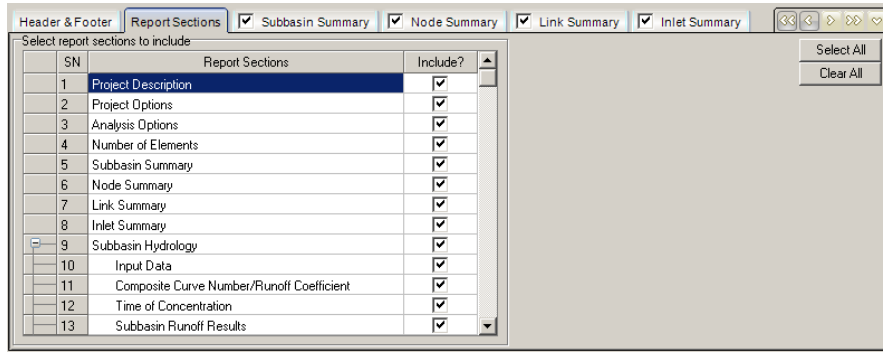 Header & Footer Report Sections Subbasin Summary Node Summary Link Summary Inlet Summary
Select report sections to include
Select All
Clear All
SN Report Sections Include?
1 Project Description
2 Project Options
3 Analysis Options
4 Number of Elements
5 Subbasin Summary
6 Node Summary
7 Link Summary
8 Inlet Summary
9 Subbasin Hydrology
10 Input Data
11 Composite Curve Number/Runoff Coefficient
12 Time of Concentration
13 Subbasin Runoff Results